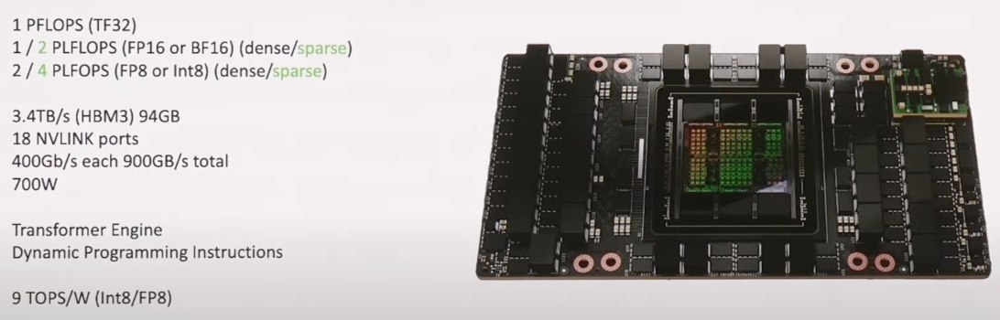 1 PFLOPS (TF32)
1 / 2 PLFLOPS (FP16 or BF16) (dense/sparse)
2 / 4 PLFOPS (FP8 or Int8) (dense/sparse)
3.4TB/s (HBM3) 94GB
18 NVLINK ports
400Gb/s each 900GB/s total
700W
Transformer Engine
Dynamic Programming Instructions
9 TOPS/W (Int8/FP8)